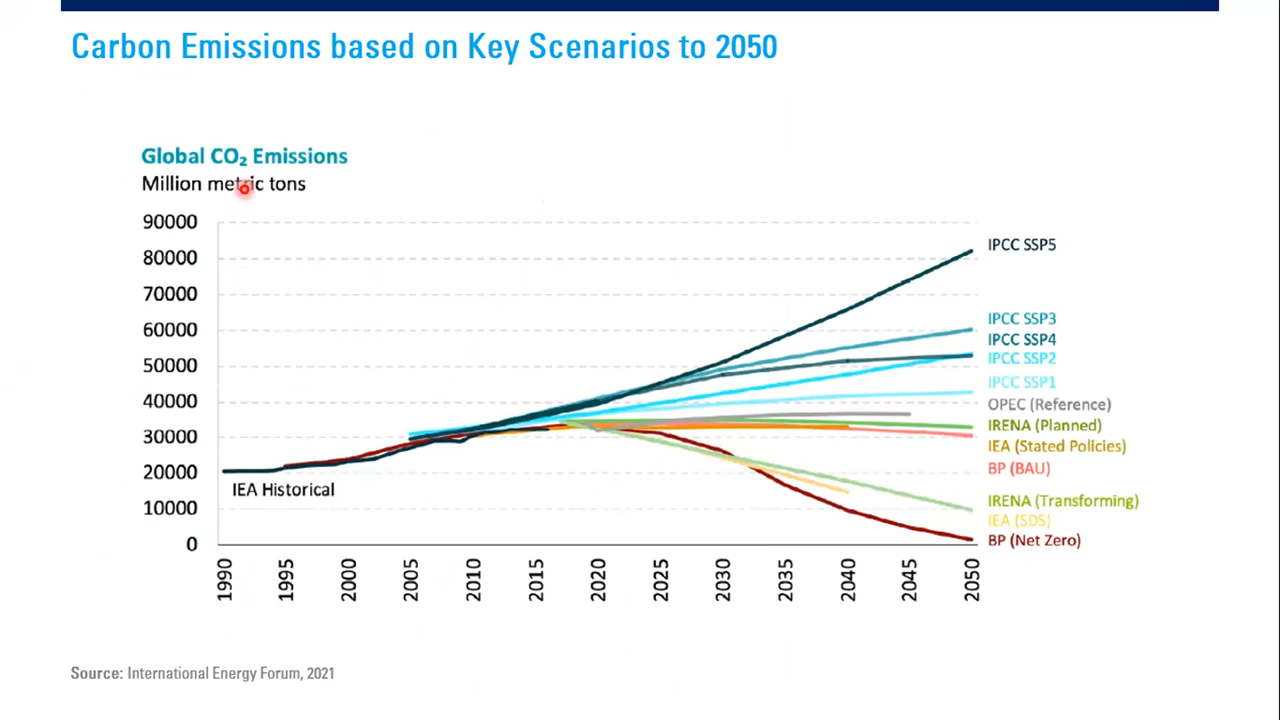 Carbon Emissions based on Key Scenarios to 2050
Global CO₂ Emissions
Million metric tons
90000
80000
70000
60000
50000
40000
30000
20000
10000
0
IEA Historical
IPCC SSP5
IPCC SSP3
IPCC SSP4
IPCC SSP2
IPCC SSP1
OPEC (Reference)
IRENA (Planned)
IEA (Stated Policies)
BP (BAU)
IRENA (Transforming)
IEA (SDS)
BP (Net Zero)
1990
1995
2000
2005
2010
2015
2020
2025
2030
2035
2040
2045
2050
Source: International Energy Forum, 2021